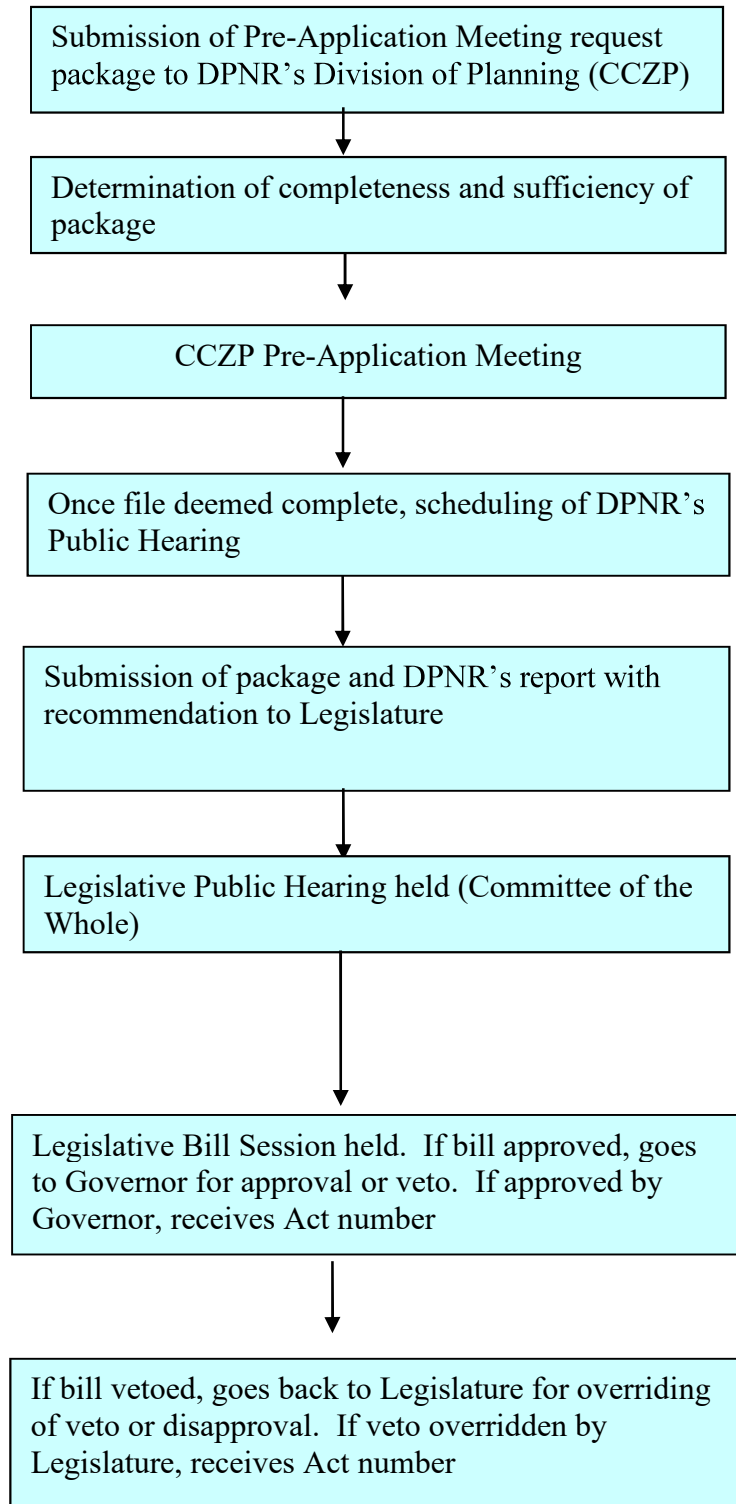 Submission of Pre-Application Meeting request
package to DPNR’s Division of Planning (CCZP)
Determination of completeness and sufficiency of
package
CCZP Pre-Application Meeting
Once file deemed complete, scheduling of DPNR’s
Public Hearing
Submission of package and DPNR’s report with
recommendation to Legislature
Legislative Public Hearing held (Committee of the
Whole)
Legislative Bill Session held.  If bill approved, goes
to Governor for approval or veto.  If approved by
Governor, receives Act number
If bill vetoed, goes back to Legislature for overriding
of veto or disapproval.  If veto overridden by
Legislature, receives Act number